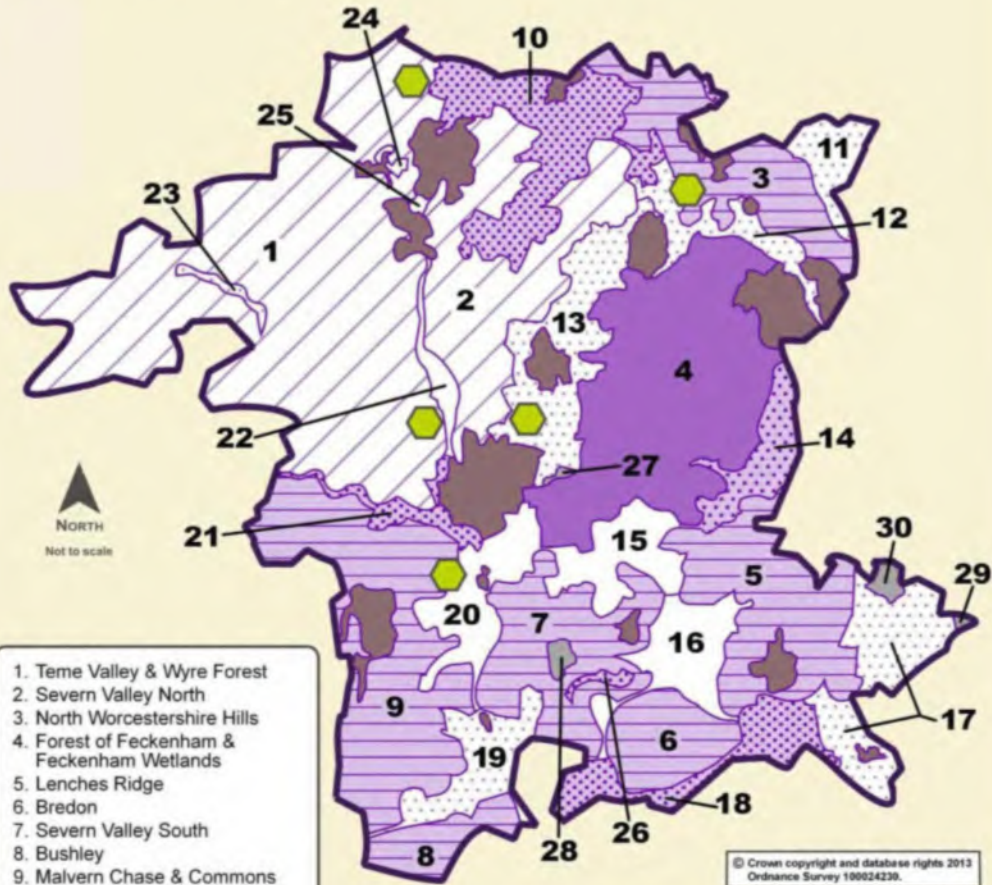 24
10
25
11
3
23
12
1
2
13
4
22
14
27
NORTH
Not to scale
21
15
30
5
29
20
7
16
9
17
6
19
18
26
28
8
1. Teme Valley & Wyre Forest
2. Severn Valley North
3. North Worcestershire Hills
4. Forest of Feckenham &
Feckenham Wetlands
5. Lenches Ridge
6. Bredon
7. Severn Valley South
8. Bushley
9. Malvern Chase & Commons
© Crown copyright and database rights 2013
Ordnance Survey 100024230.